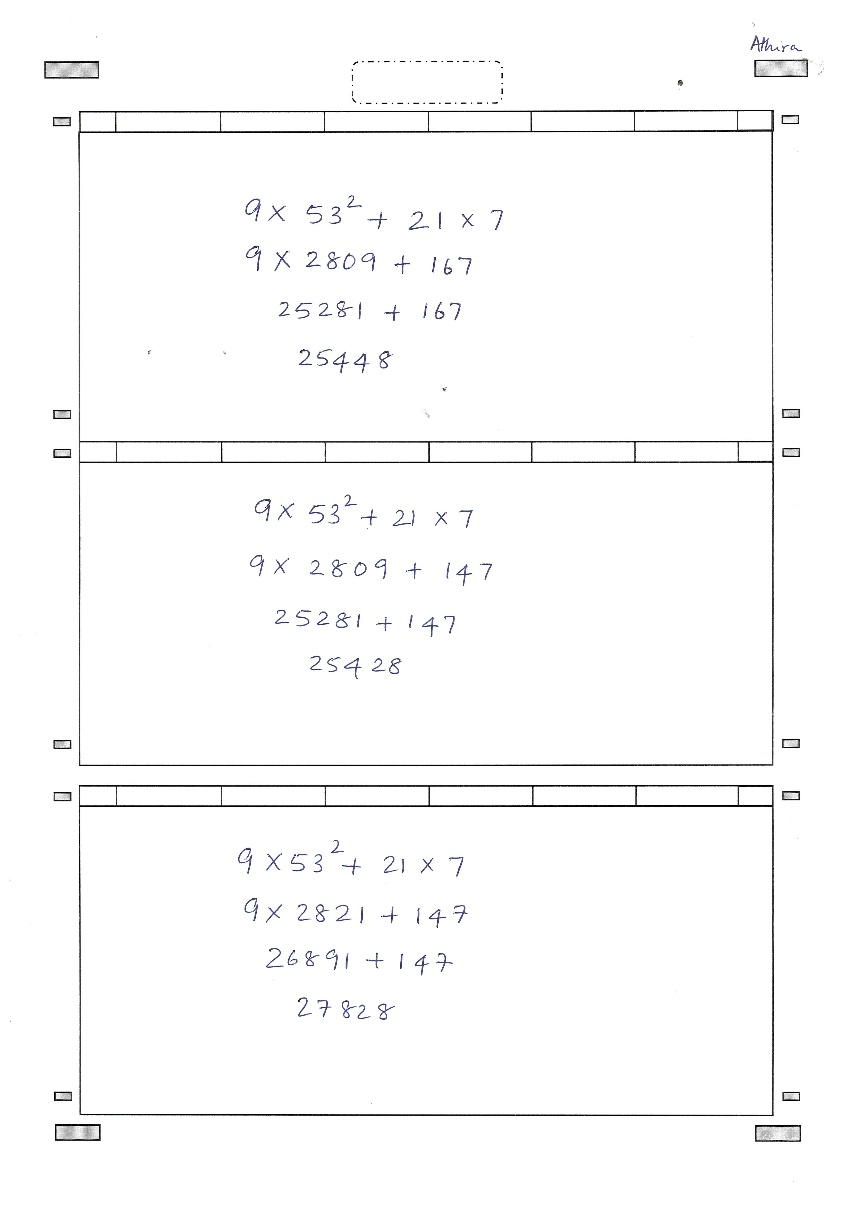 Athira
9 × 53² + 21 × 7
9 × 2809 + 167
25281 + 167
25448
9 × 53² + 21 × 7
9 × 2809 + 147
25281 + 147
25428
9 × 53² + 21 × 7
9 × 2821 + 147
26891 + 147
27828